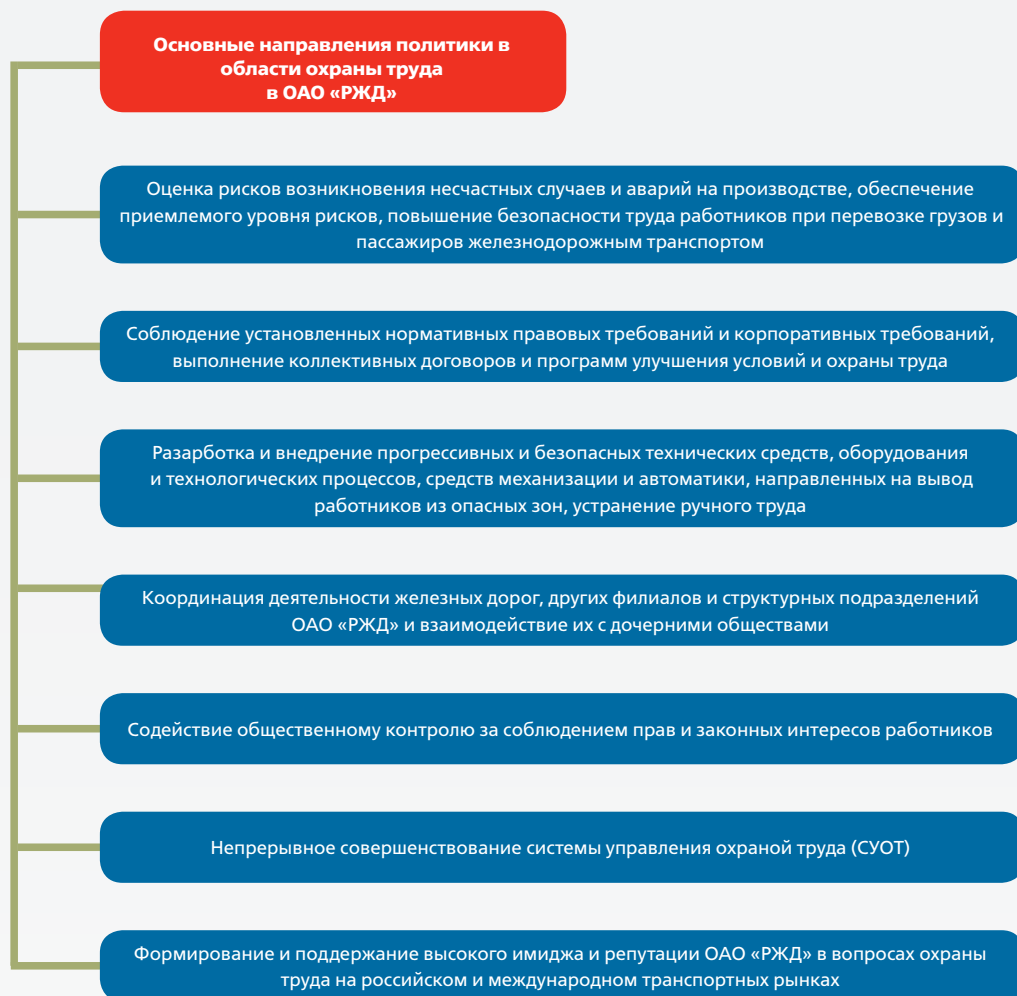 Основные направления политики в
области охраны труда
в ОАО «РЖД»
Оценка рисков возникновения несчастных случаев и аварий на производстве, обеспечение
приемлемого уровня рисков, повышение безопасности труда работников при перевозке грузов и
пассажиров железнодорожным транспортом
Соблюдение установленных нормативных правовых требований и корпоративных требований,
выполнение коллективных договоров и программ улучшения условий и охраны труда
Разарботка и внедрение прогрессивных и безопасных технических средств, оборудования
и технологических процессов, средств механизации и автоматики, направленных на вывод
работников из опасных зон, устранение ручного труда
Координация деятельности железных дорог, других филиалов и структурных подразделений
ОАО «РЖД» и взаимодействие их с дочерними обществами
Содействие общественному контролю за соблюдением прав и законных интересов работников
Непрерывное совершенствование системы управления охраной труда (СУОТ)
Формирование и поддержание высокого имиджа и репутации ОАО «РЖД» в вопросах охраны
труда на российском и международном транспортных рынках